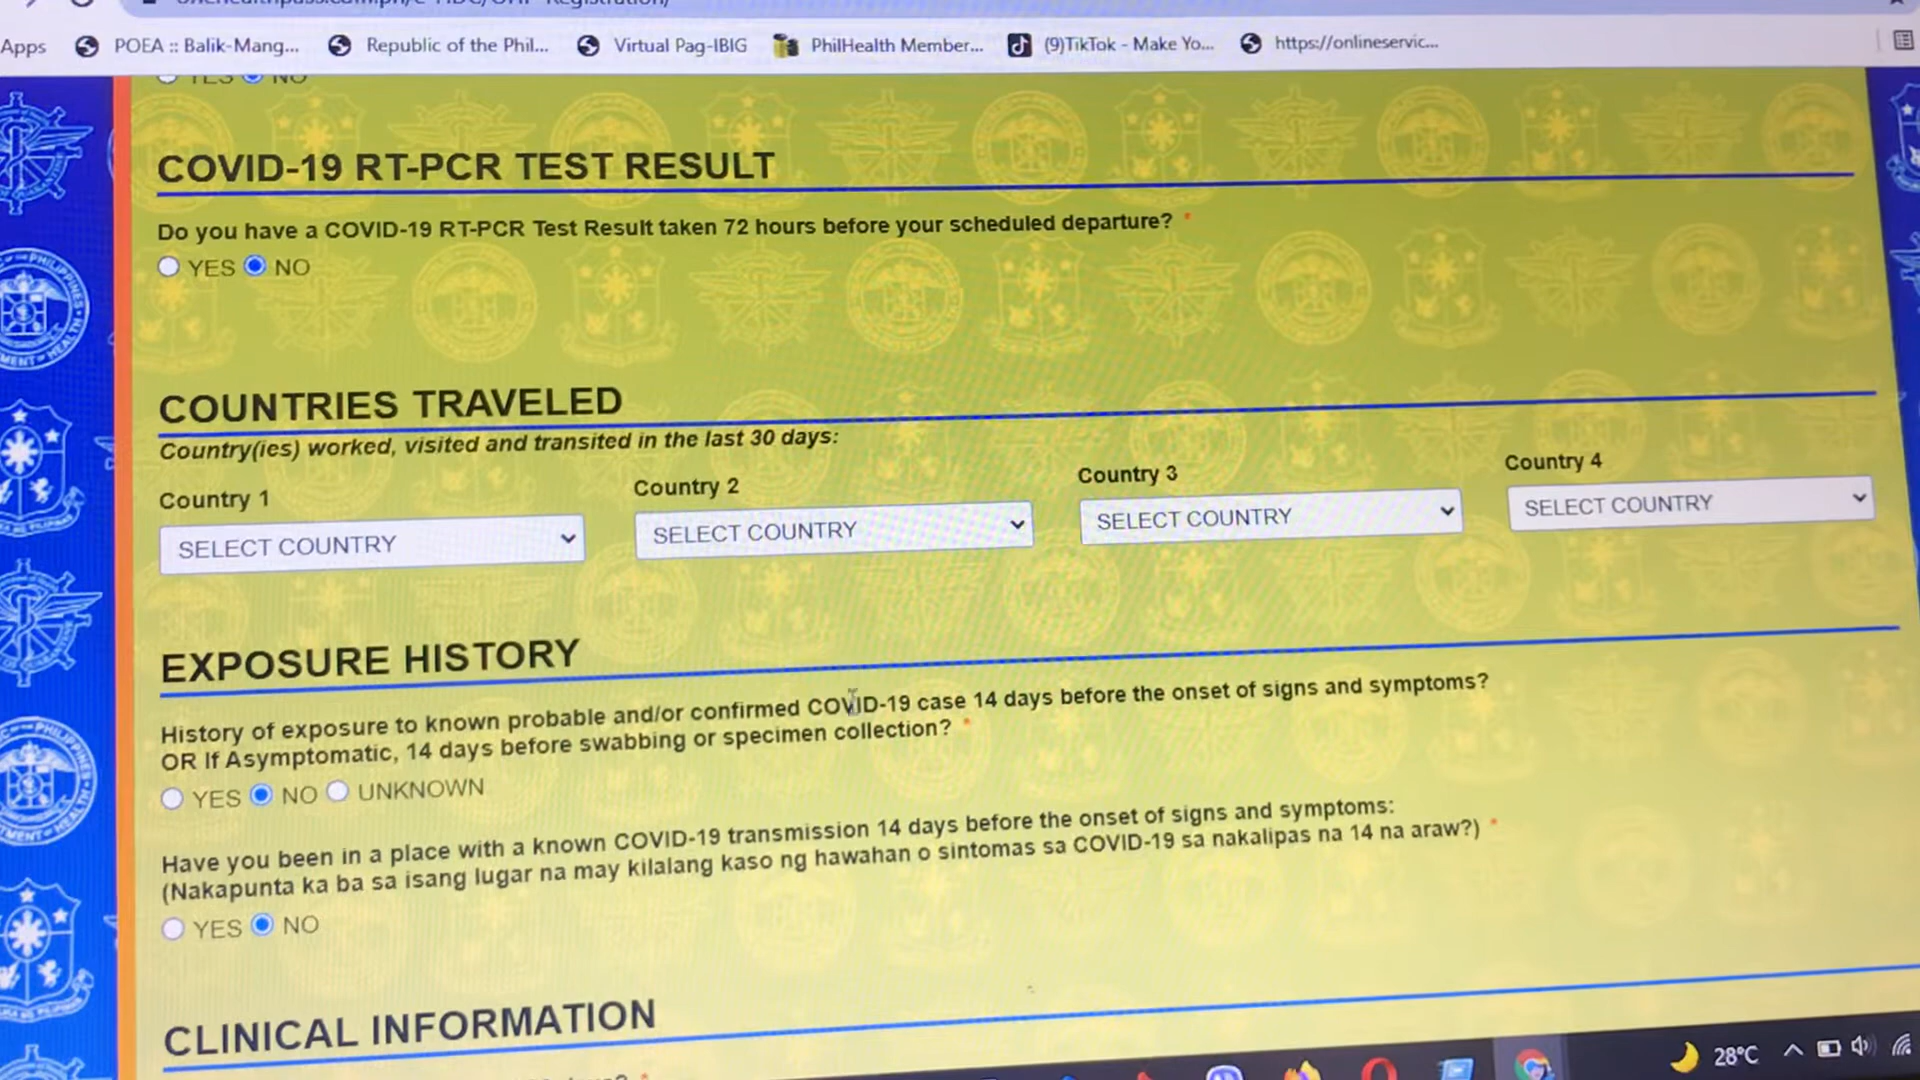 Apps
POEA :: Balik-Mang...
Republic of the Phil...
Virtual Pag-IBIG
PhilHealth Member...
(9)TikTok - Make Yo...
https://onlineservic...
YES NO
COVID-19 RT-PCR TEST RESULT
Do you have a COVID-19 RT-PCR Test Result taken 72 hours before your scheduled departure? *
YES NO
COUNTRIES TRAVELED
Country(ies) worked, visited and transited in the last 30 days:
Country 1
Country 2
Country 3
Country 4
SELECT COUNTRY
SELECT COUNTRY
SELECT COUNTRY
SELECT COUNTRY
EXPOSURE HISTORY
History of exposure to known probable and/or confirmed COVID-19 case 14 days before the onset of signs and symptoms?
OR If Asymptomatic, 14 days before swabbing or specimen collection? *
YES NO UNKNOWN
Have you been in a place with a known COVID-19 transmission 14 days before the onset of signs and symptoms:
(Nakapunta ka ba sa isang lugar na may kilalang kaso ng hawahan o sintomas sa COVID-19 sa nakalipas na 14 na araw?) *
YES NO
CLINICAL INFORMATION
28°C